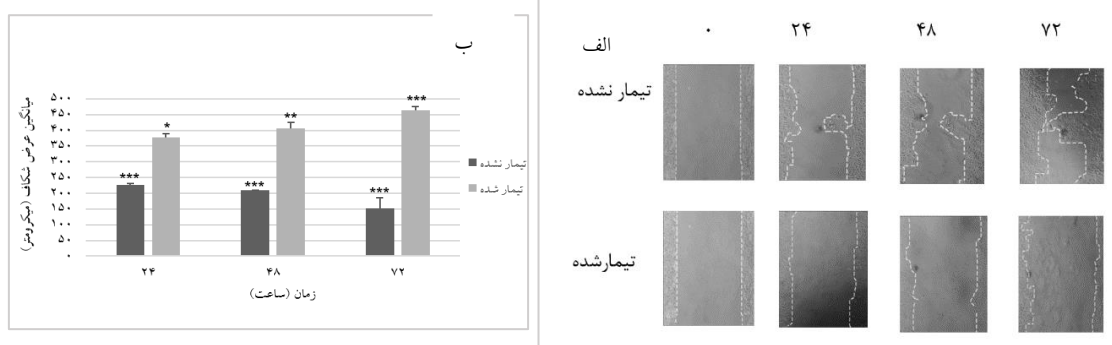 الف
۰ ۲۴ ۴۸ ۷۲
تیمار نشده
تیمارشده
ب
میانگین عرض شکاف (میکرومتر)
۵۰۰
۴۵۰
۴۰۰
۳۵۰
۳۰۰
۲۵۰
۲۰۰
۱۵۰
۱۰۰
۵۰
۰
*** * *** ** *** ***
۲۴ ۴۸ ۷۲
زمان (ساعت)
تیمار نشده
تیمار شده